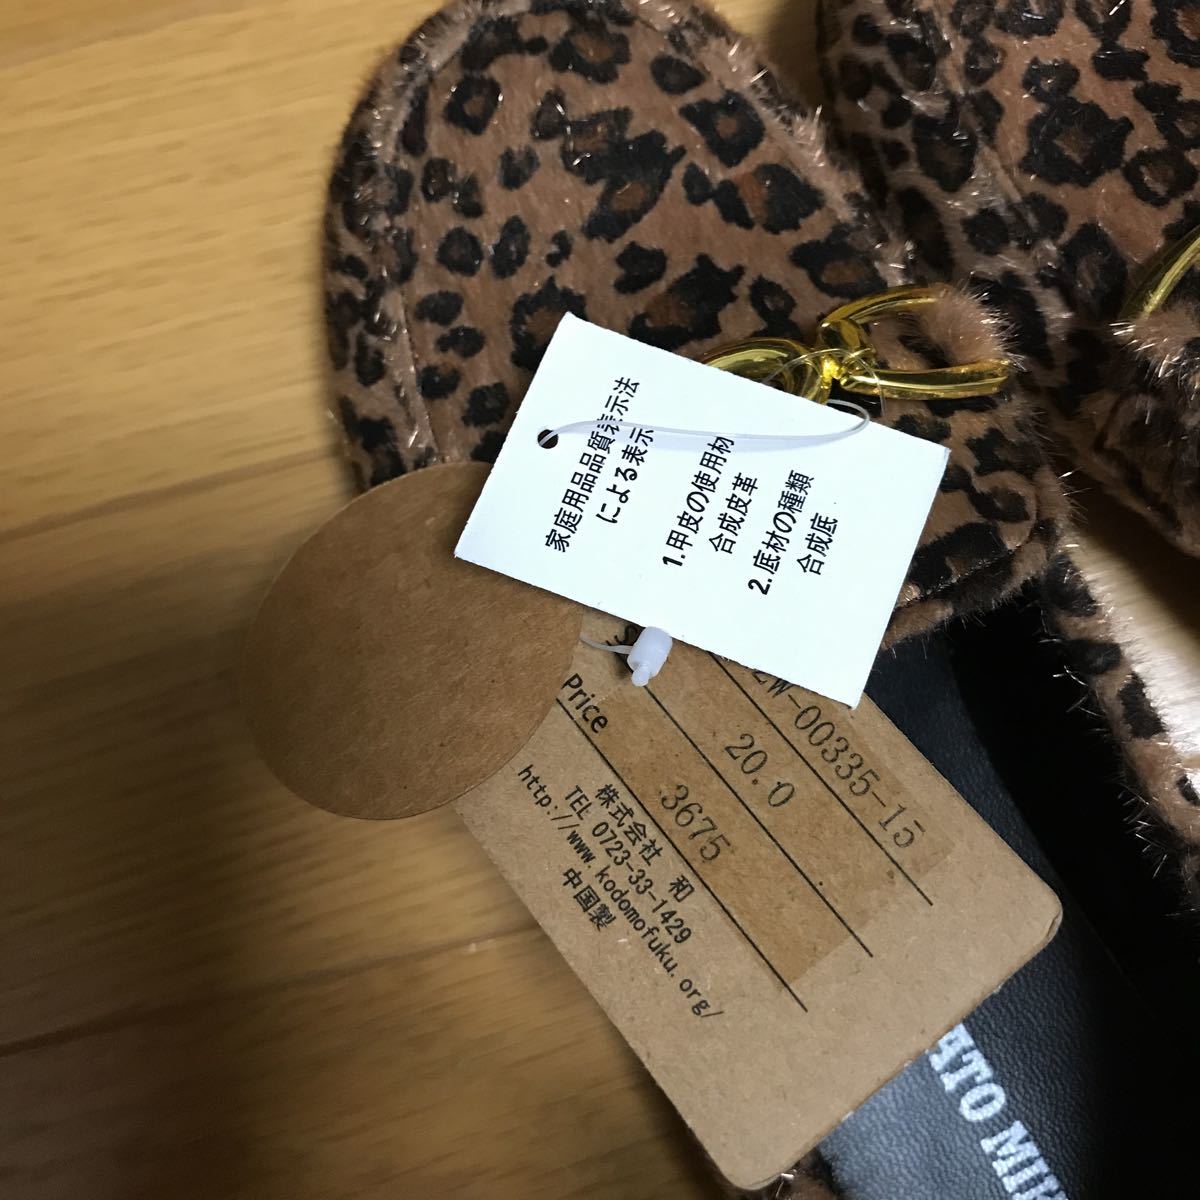 家庭用品品質表示法
による表示
1.甲皮の使用材
合成皮革
2.底材の種類
合成底
W-00335-15
20.0
Price
3675
株式会社 和
TEL 0723-33-1429
http://www.kodomofuku.org/
中国製
ATO